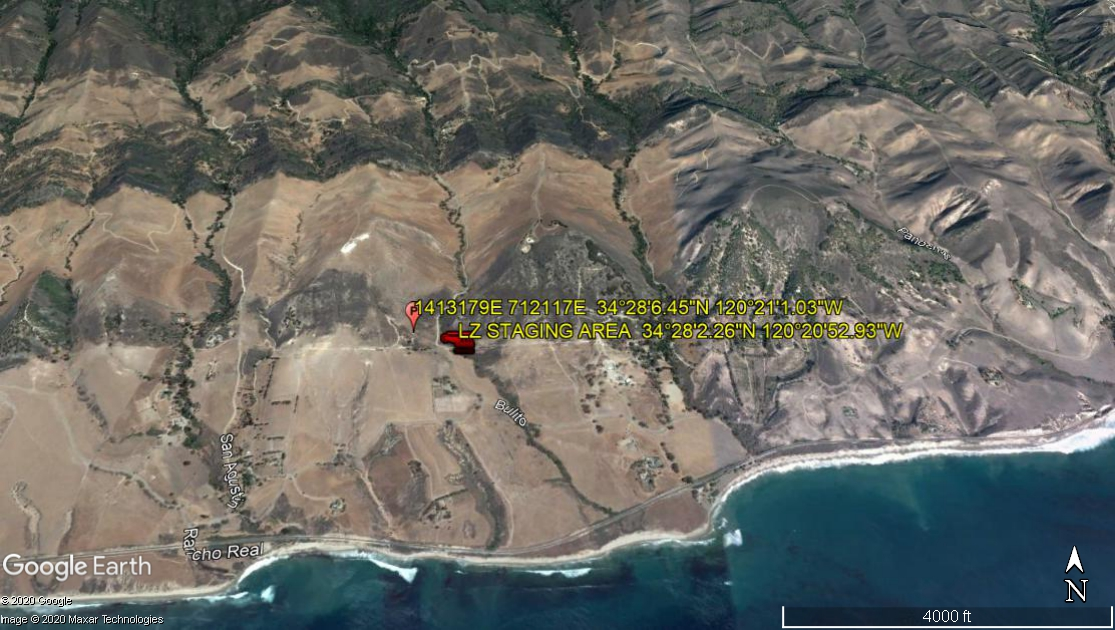 Panochas
1413179E 712117E 34°28'6.45"N 120°21'1.03"W
LZ STAGING AREA 34°28'2.26"N 120°20'52.93"W
Bulito
San Agustin
Rancho Real
Google Earth
© 2020 Google
Image © 2020 Maxar Technologies
N
4000 ft